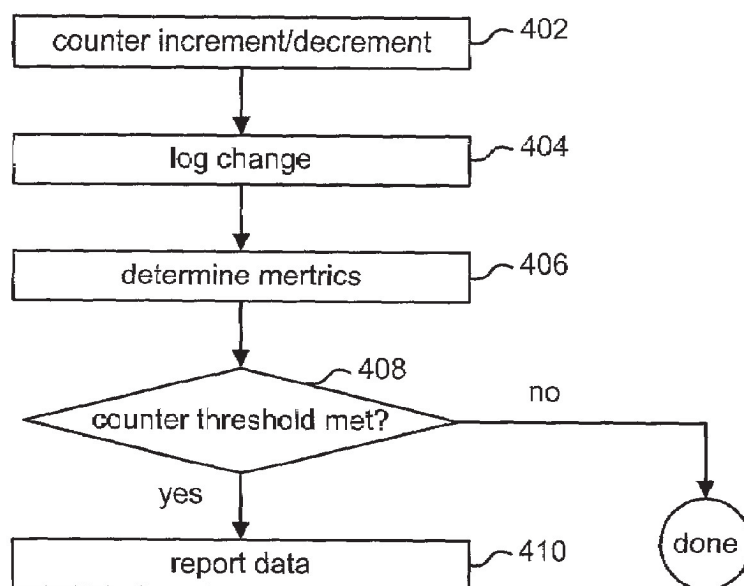 counter increment/decrement
402
log change
404
determine mertrics
406
408
counter threshold met?
no
yes
report data
410
done